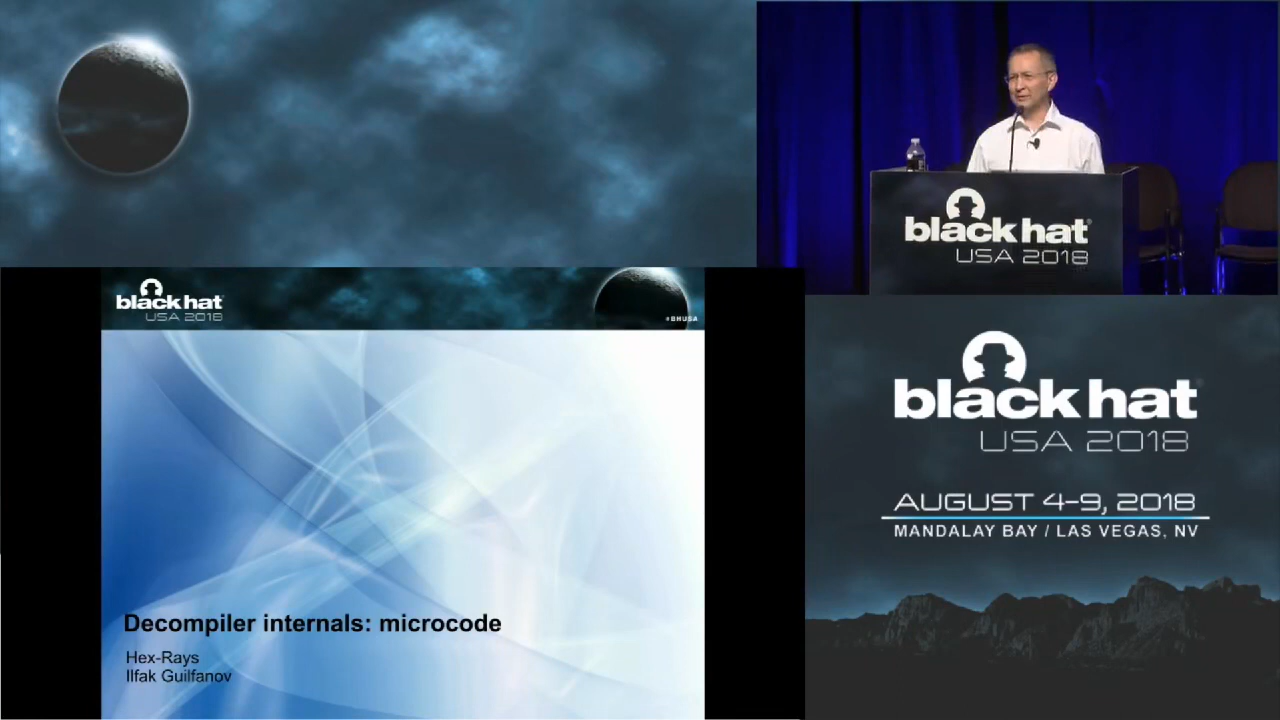 black hat
USA 2018
black hat
USA 2018
#BHUSA
Decompiler internals: microcode
Hex-Rays
Ilfak Guilfanov
black hat
USA 2018
AUGUST 4-9, 2018
MANDALAY BAY / LAS VEGAS, NV